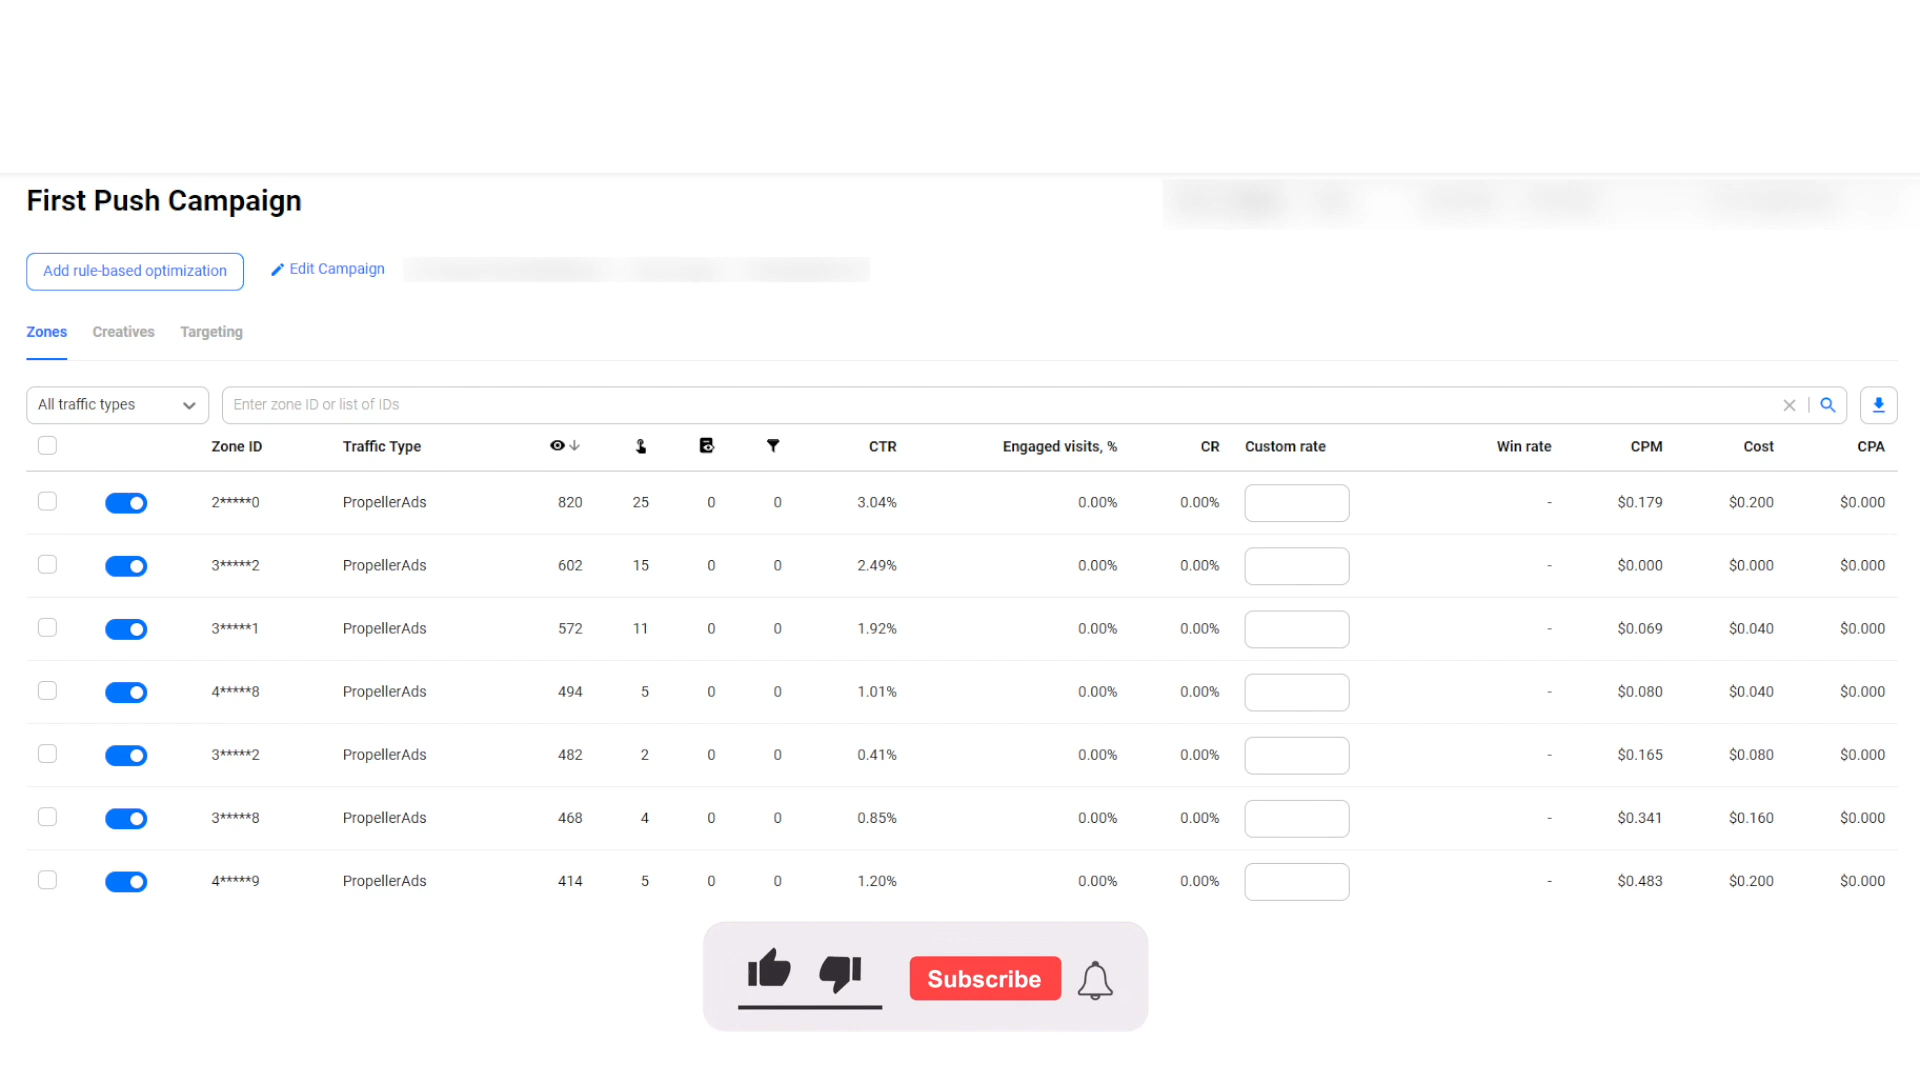 First Push Campaign
Add rule-based optimization Edit Campaign
Zones Creatives Targeting
All traffic types Enter zone ID or list of IDs
Zone ID Traffic Type CTR Engaged visits, % CR Custom rate Win rate CPM Cost CPA
2*****0 PropellerAds 820 25 0 0 3.04% 0.00% 0.00% - $0.179 $0.200 $0.000
3*****2 PropellerAds 602 15 0 0 2.49% 0.00% 0.00% - $0.000 $0.000 $0.000
3*****1 PropellerAds 572 11 0 0 1.92% 0.00% 0.00% - $0.069 $0.040 $0.000
4*****8 PropellerAds 494 5 0 0 1.01% 0.00% 0.00% - $0.080 $0.040 $0.000
3*****2 PropellerAds 482 2 0 0 0.41% 0.00% 0.00% - $0.165 $0.080 $0.000
3*****8 PropellerAds 468 4 0 0 0.85% 0.00% 0.00% - $0.341 $0.160 $0.000
4*****9 PropellerAds 414 5 0 0 1.20% 0.00% 0.00% - $0.483 $0.200 $0.000
Subscribe